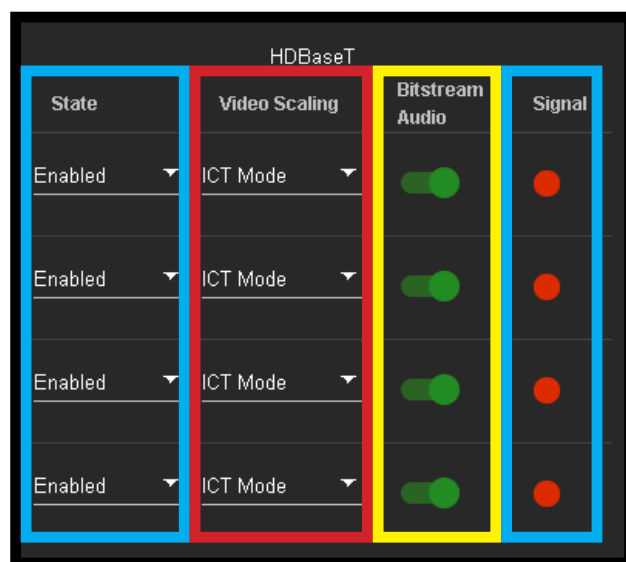 HDBaseT
State Video Scaling Bitstream Audio Signal
Enabled ICT Mode
Enabled ICT Mode
Enabled ICT Mode
Enabled ICT Mode